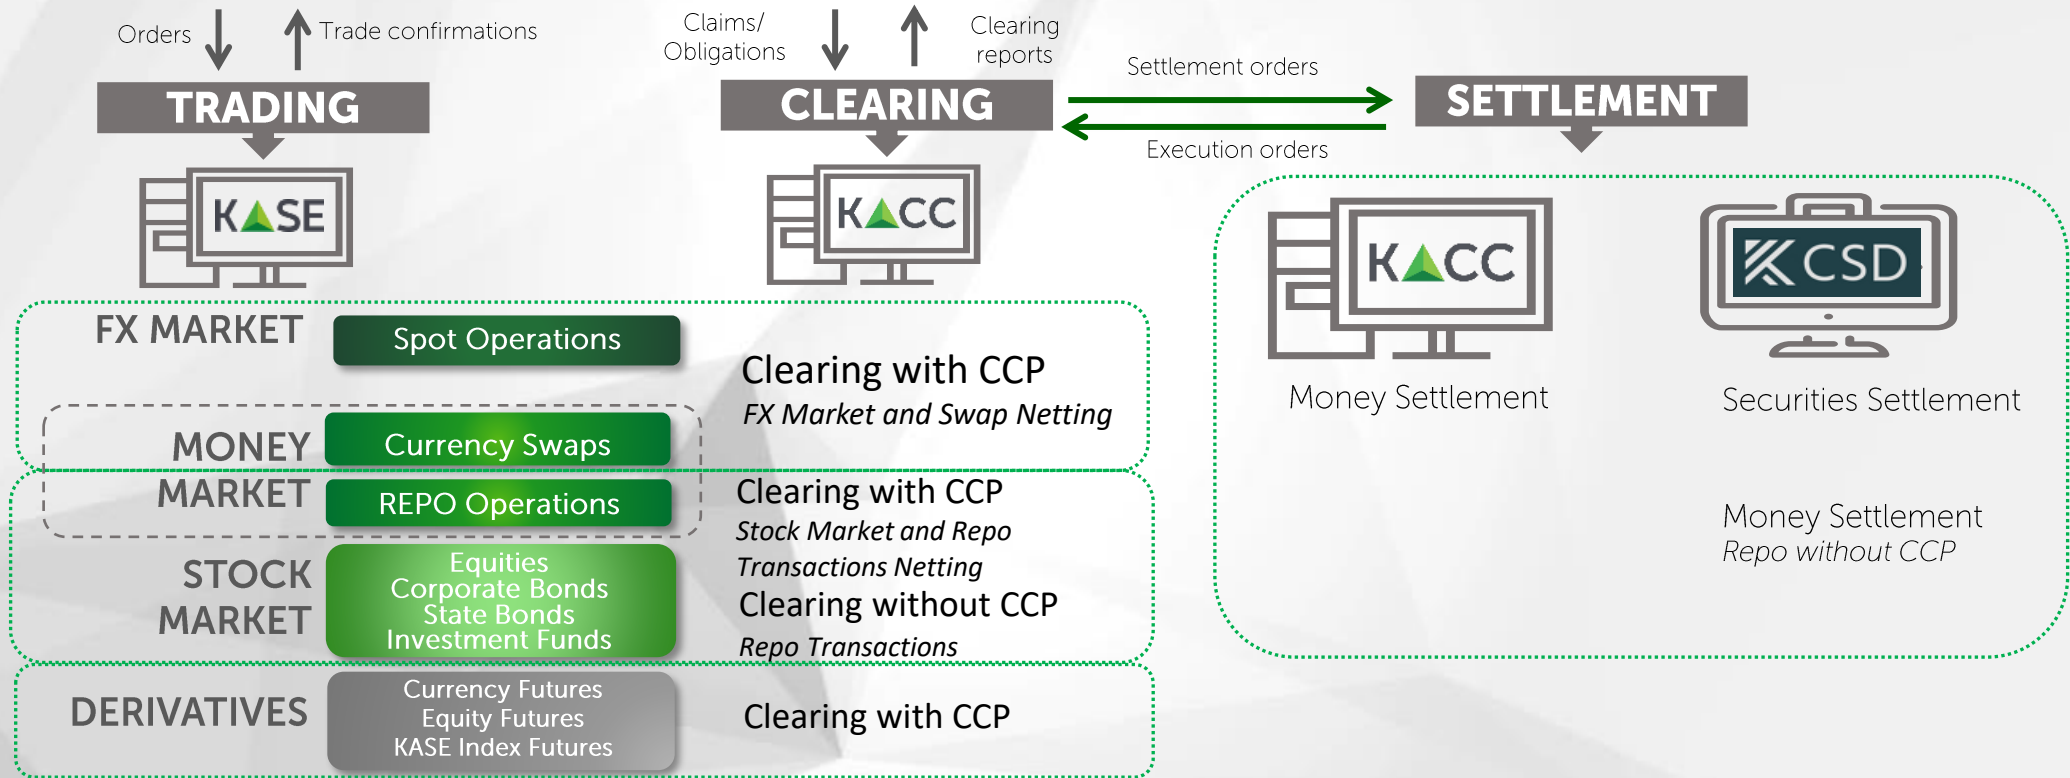 Orders
Trade confirmations
Claims/
Obligations
Clearing
reports
Settlement orders
Execution orders
TRADING
CLEARING
SETTLEMENT
KASE
KACC
KACC
KCSD
Money Settlement
Securities Settlement
Money Settlement
Repo without CCP
FX MARKET
Spot Operations
Clearing with CCP
FX Market and Swap Netting
MONEY
MARKET
Currency Swaps
REPO Operations
Clearing with CCP
Stock Market and Repo
Transactions Netting
STOCK
MARKET
Equities
Corporate Bonds
State Bonds
Investment Funds
Clearing without CCP
Repo Transactions
DERIVATIVES
Currency Futures
Equity Futures
KASE Index Futures
Clearing with CCP